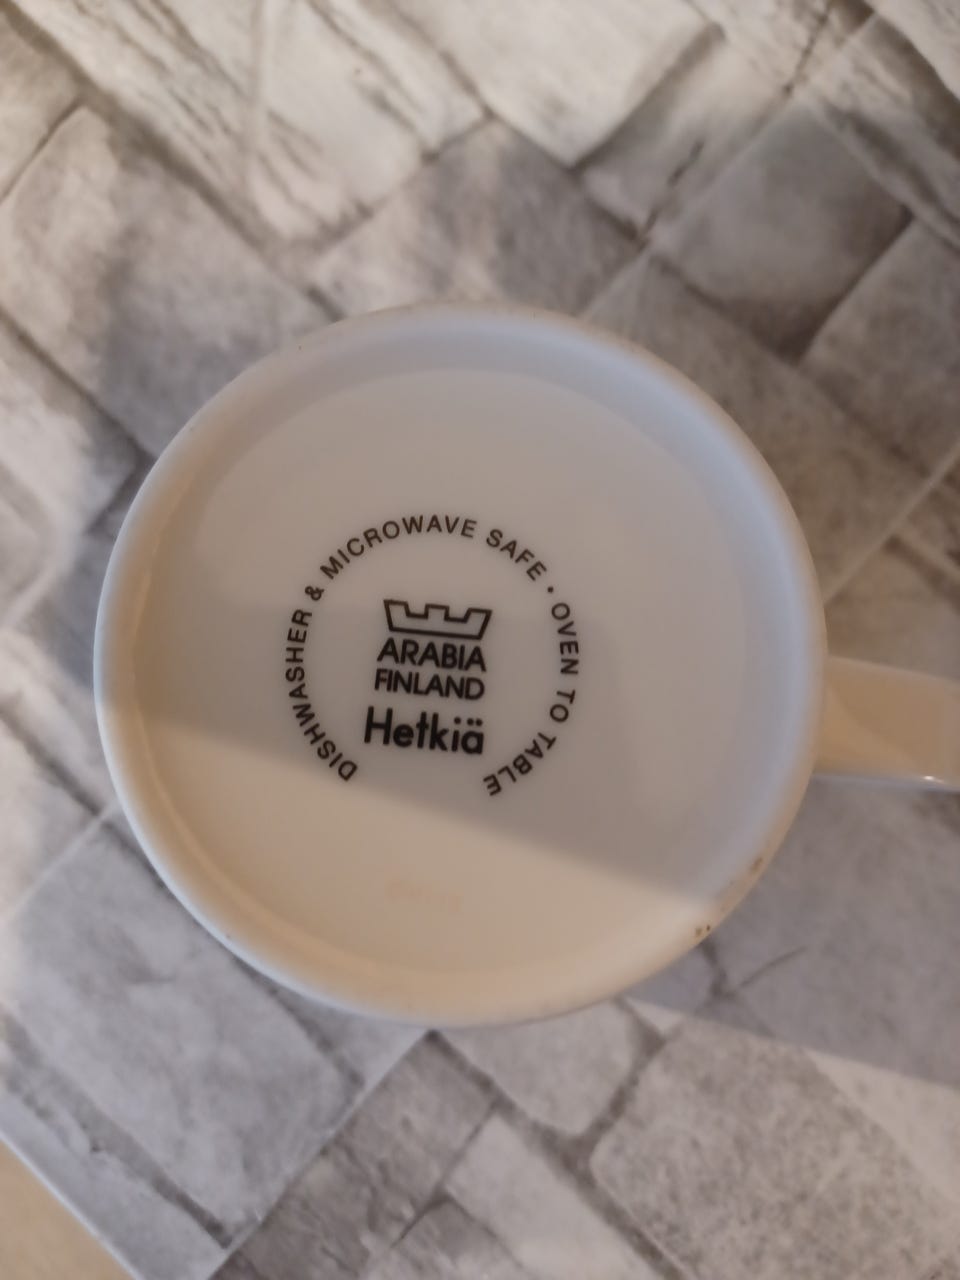 DISHWASHER & MICROWAVE SAFE • OVEN TO TABLE
ARABIA
FINLAND
Hetkiä